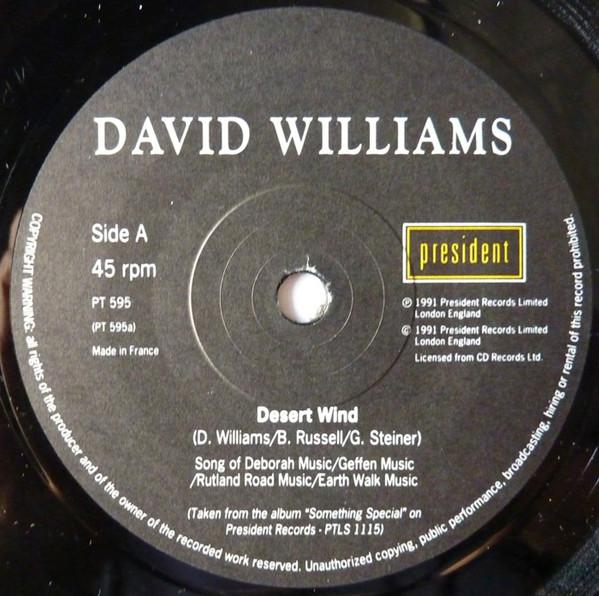 DAVID WILLIAMS
Side A
45 rpm
PT 595
(PT 595a)
Made in France
president
℗ 1991 President Records Limited
London England
© 1991 President Records Limited
London England
Licensed from CD Records Ltd.
Desert Wind
(D. Williams/B. Russell/G. Steiner)
Song of Deborah Music/Geffen Music
/Rutland Road Music/Earth Walk Music
(Taken from the album "Something Special" on
President Records - PTLS 1115)
COPYRIGHT WARNING: all rights of the producer and of the owner of the recorded work reserved. Unauthorized copying, public performance, broadcasting, hiring or rental of this record prohibited.